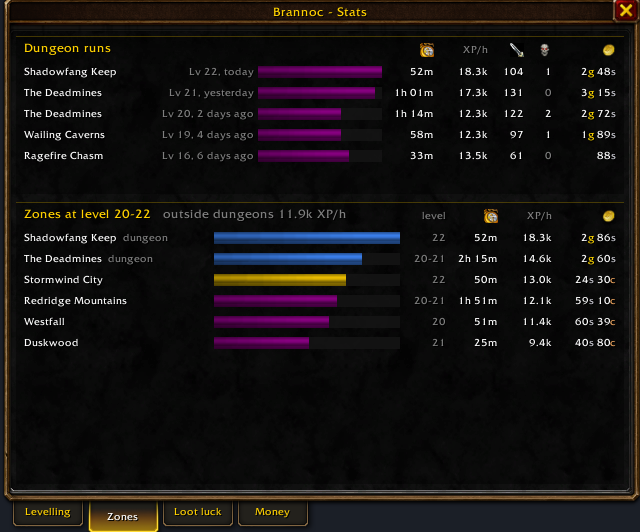 Brannoc - Stats
Dungeon runs XP/h
Shadowfang Keep Lv 22, today 52m 18.3k 104 1 2g 48s
The Deadmines Lv 21, yesterday 1h 01m 17.3k 131 0 3g 15s
The Deadmines Lv 20, 2 days ago 1h 14m 12.3k 122 2 2g 72s
Wailing Caverns Lv 19, 4 days ago 58m 12.3k 97 1 1g 89s
Ragefire Chasm Lv 16, 6 days ago 33m 13.5k 61 0 88s
Zones at level 20-22 outside dungeons 11.9k XP/h level XP/h
Shadowfang Keep dungeon 22 52m 18.3k 2g 86s
The Deadmines dungeon 20-21 2h 15m 14.6k 2g 60s
Stormwind City 22 50m 13.0k 24s 30c
Redridge Mountains 20-21 1h 51m 12.1k 59s 10c
Westfall 20 51m 11.4k 60s 39c
Duskwood 21 25m 9.4k 40s 80c
Levelling Zones Loot luck Money